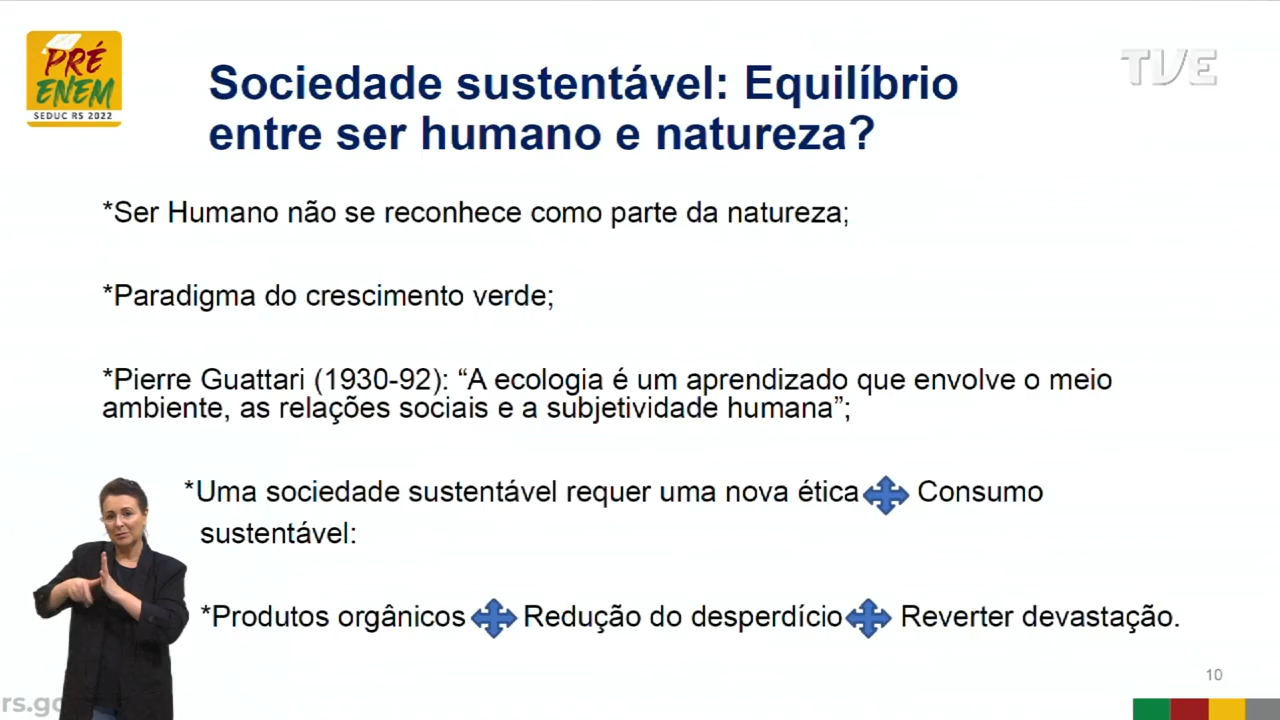 PRÉ
ENEM
SEDUC RS 2022
TVE
Sociedade sustentável: Equilíbrio
entre ser humano e natureza?
*Ser Humano não se reconhece como parte da natureza;
*Paradigma do crescimento verde;
*Pierre Guattari (1930-92): “A ecologia é um aprendizado que envolve o meio
ambiente, as relações sociais e a subjetividade humana”;
*Uma sociedade sustentável requer uma nova ética Consumo
sustentável:
*Produtos orgânicos Redução do desperdício Reverter devastação.
10